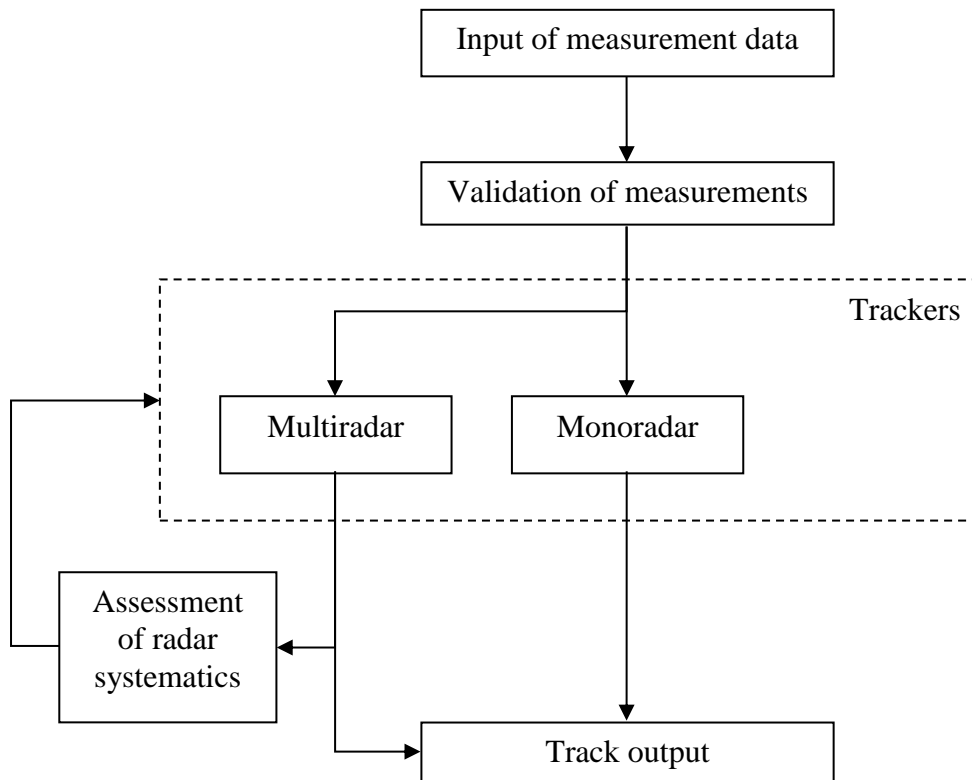 Input of measurement data
Validation of measurements
Trackers
Multiradar
Monoradar
Assessment
of radar
systematics
Track output